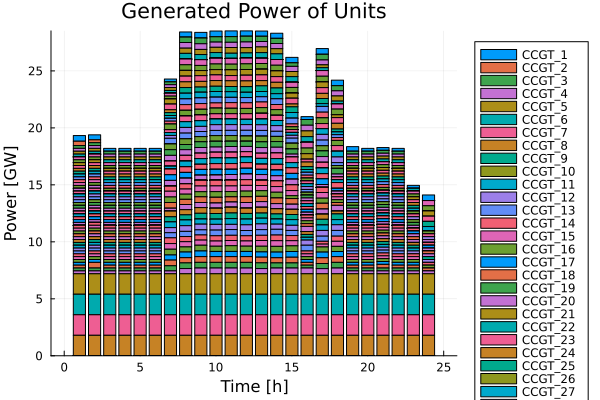 Generated Power of Units
Power [GW]
25
20
15
10
5
0
0 5 10 15 20 25
Time [h]
CCGT_1
CCGT_2
CCGT_3
CCGT_4
CCGT_5
CCGT_6
CCGT_7
CCGT_8
CCGT_9
CCGT_10
CCGT_11
CCGT_12
CCGT_13
CCGT_14
CCGT_15
CCGT_16
CCGT_17
CCGT_18
CCGT_19
CCGT_20
CCGT_21
CCGT_22
CCGT_23
CCGT_24
CCGT_25
CCGT_26
CCGT_27